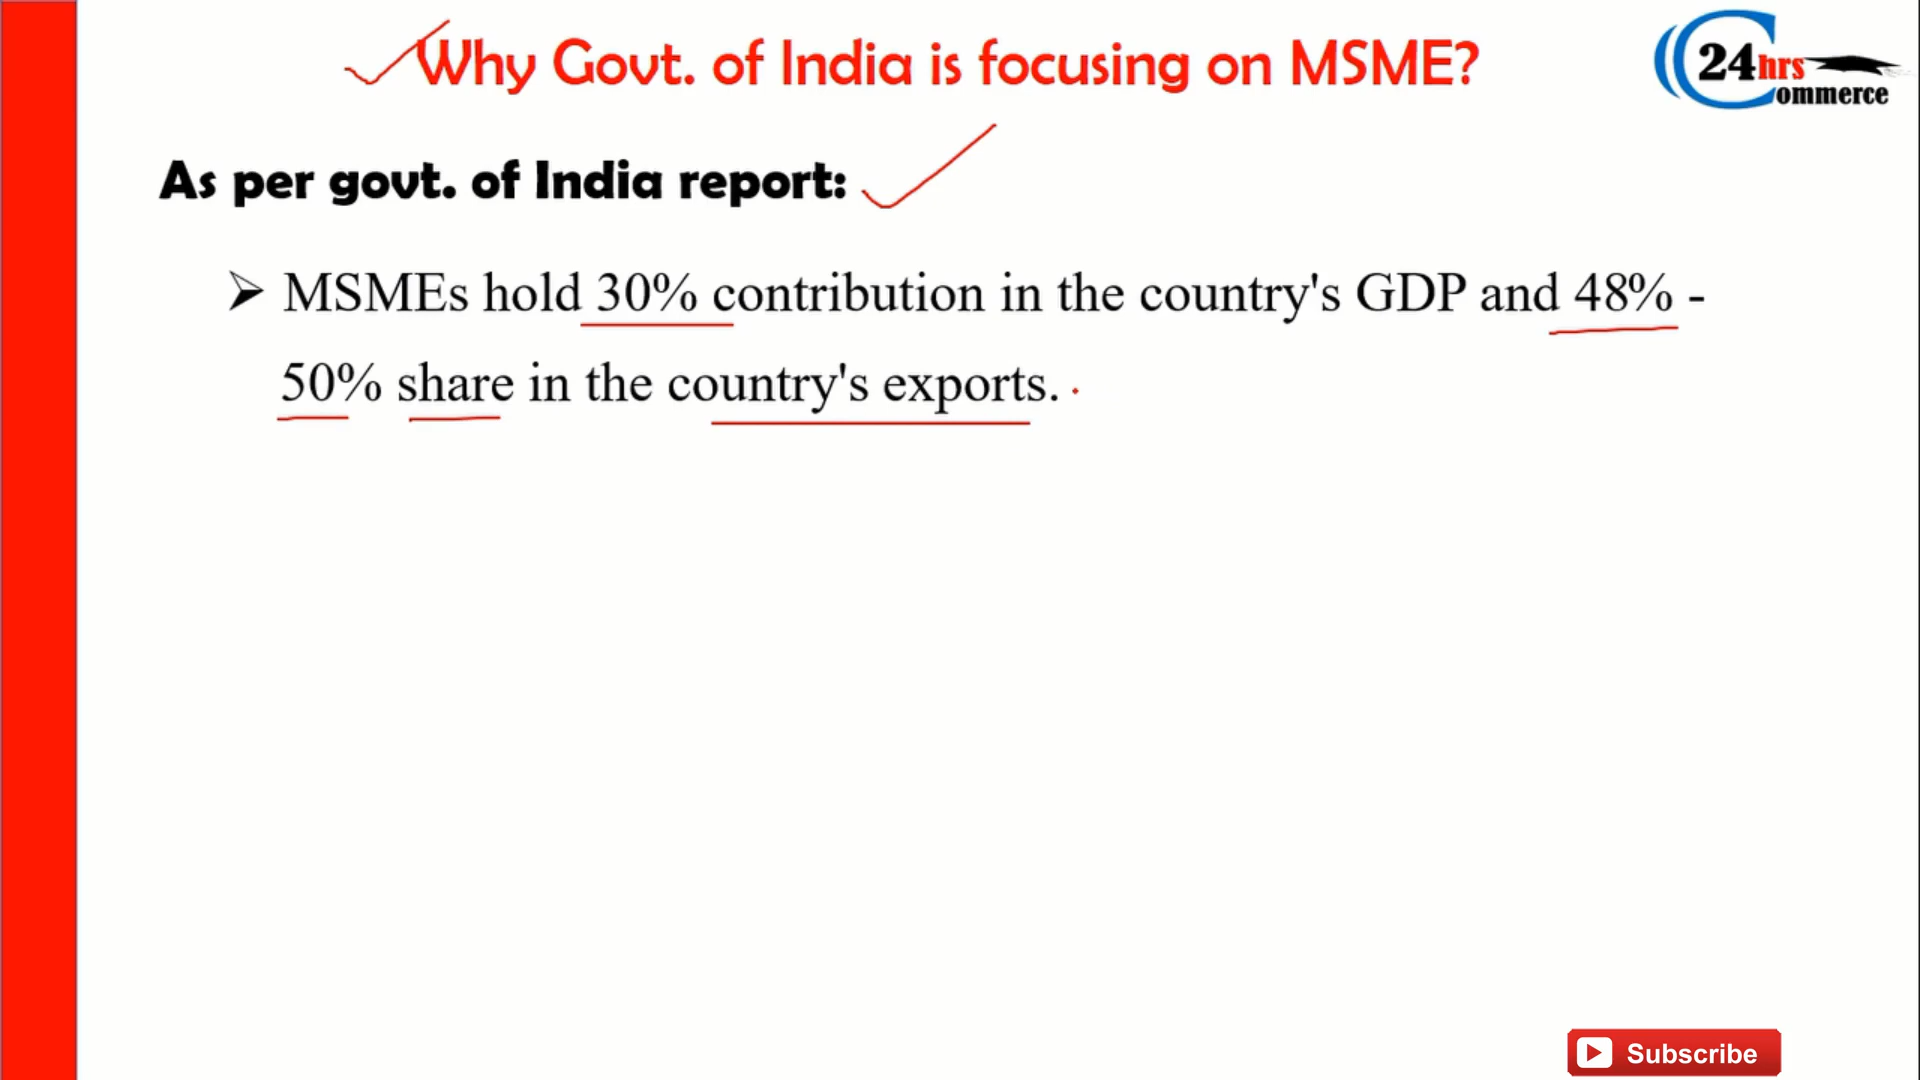 Why Govt. of India is focusing on MSME?
24hrs
Commerce
As per govt. of India report:
➢ MSMEs hold 30% contribution in the country's GDP and 48% -
50% share in the country's exports.
Subscribe